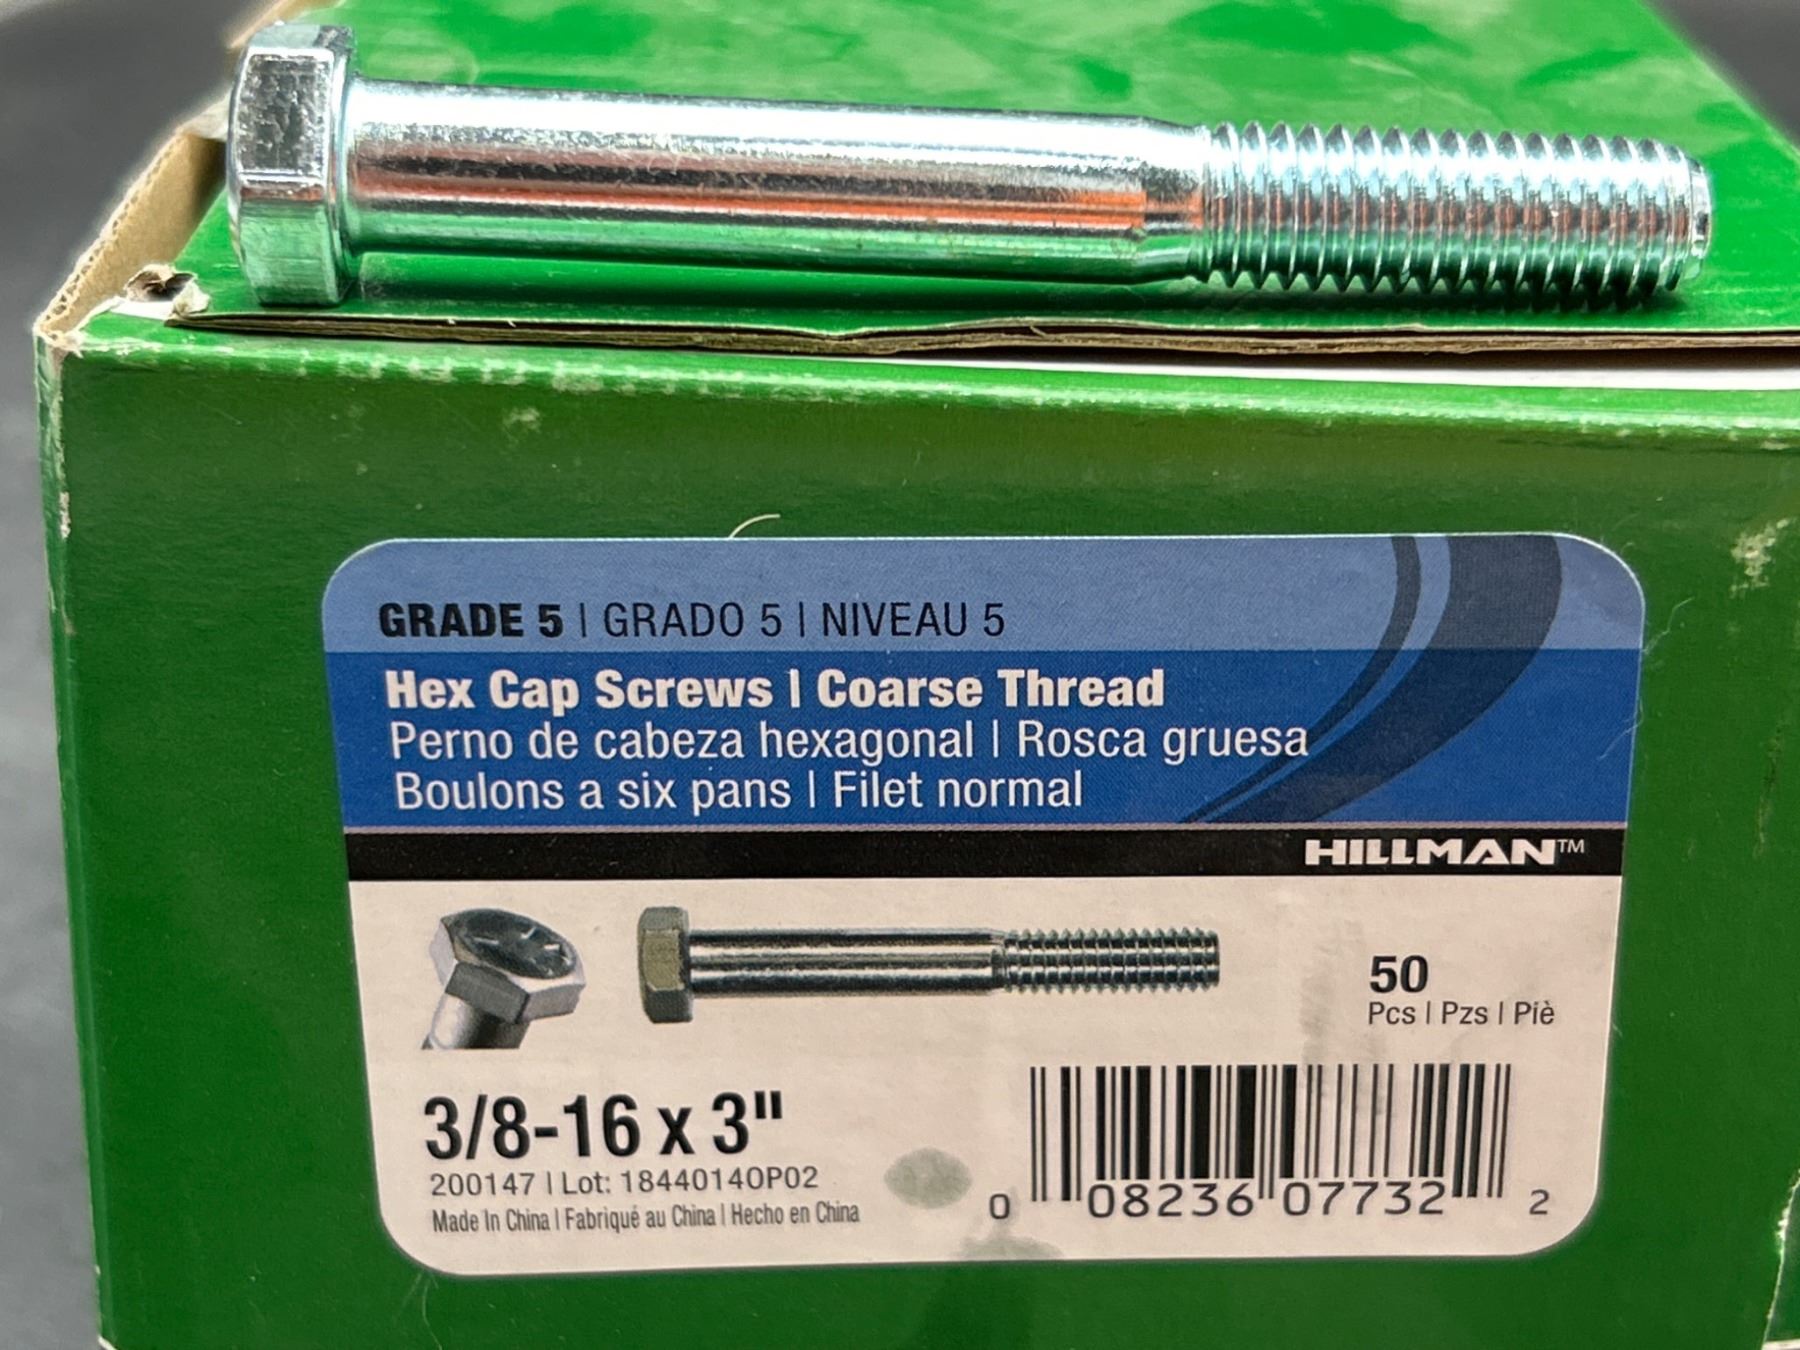 GRADE 5 | GRADO 5 | NIVEAU 5
Hex Cap Screws | Coarse Thread
Perno de cabeza hexagonal | Rosca gruesa
Boulons a six pans | Filet normal
HILLMAN™
50
Pcs | Pzs | Piè
3/8-16 x 3"
200147 | Lot: 18440140P02
Made In China | Fabriqué au China | Hecho en China
0 08236 07732 2